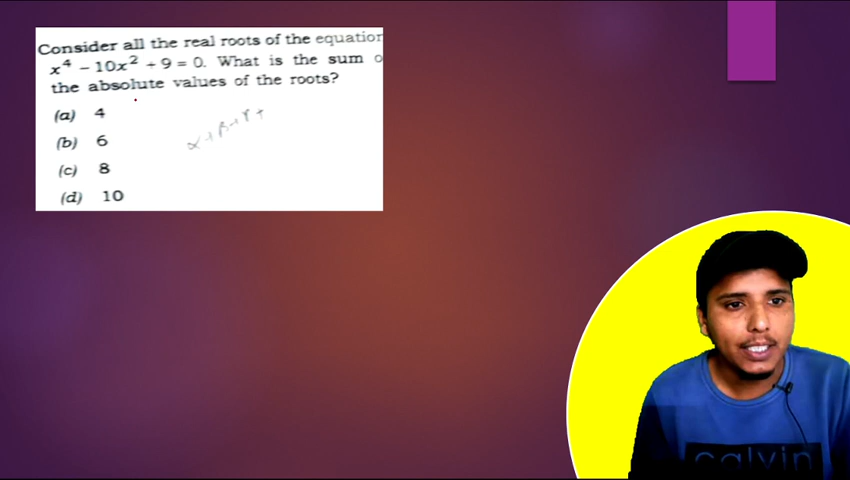 Consider all the real roots of the equation
x⁴ – 10x² + 9 = 0. What is the sum o
the absolute values of the roots?
(a) 4
(b) 6
(c) 8
(d) 10
α+β+γ+
calvin